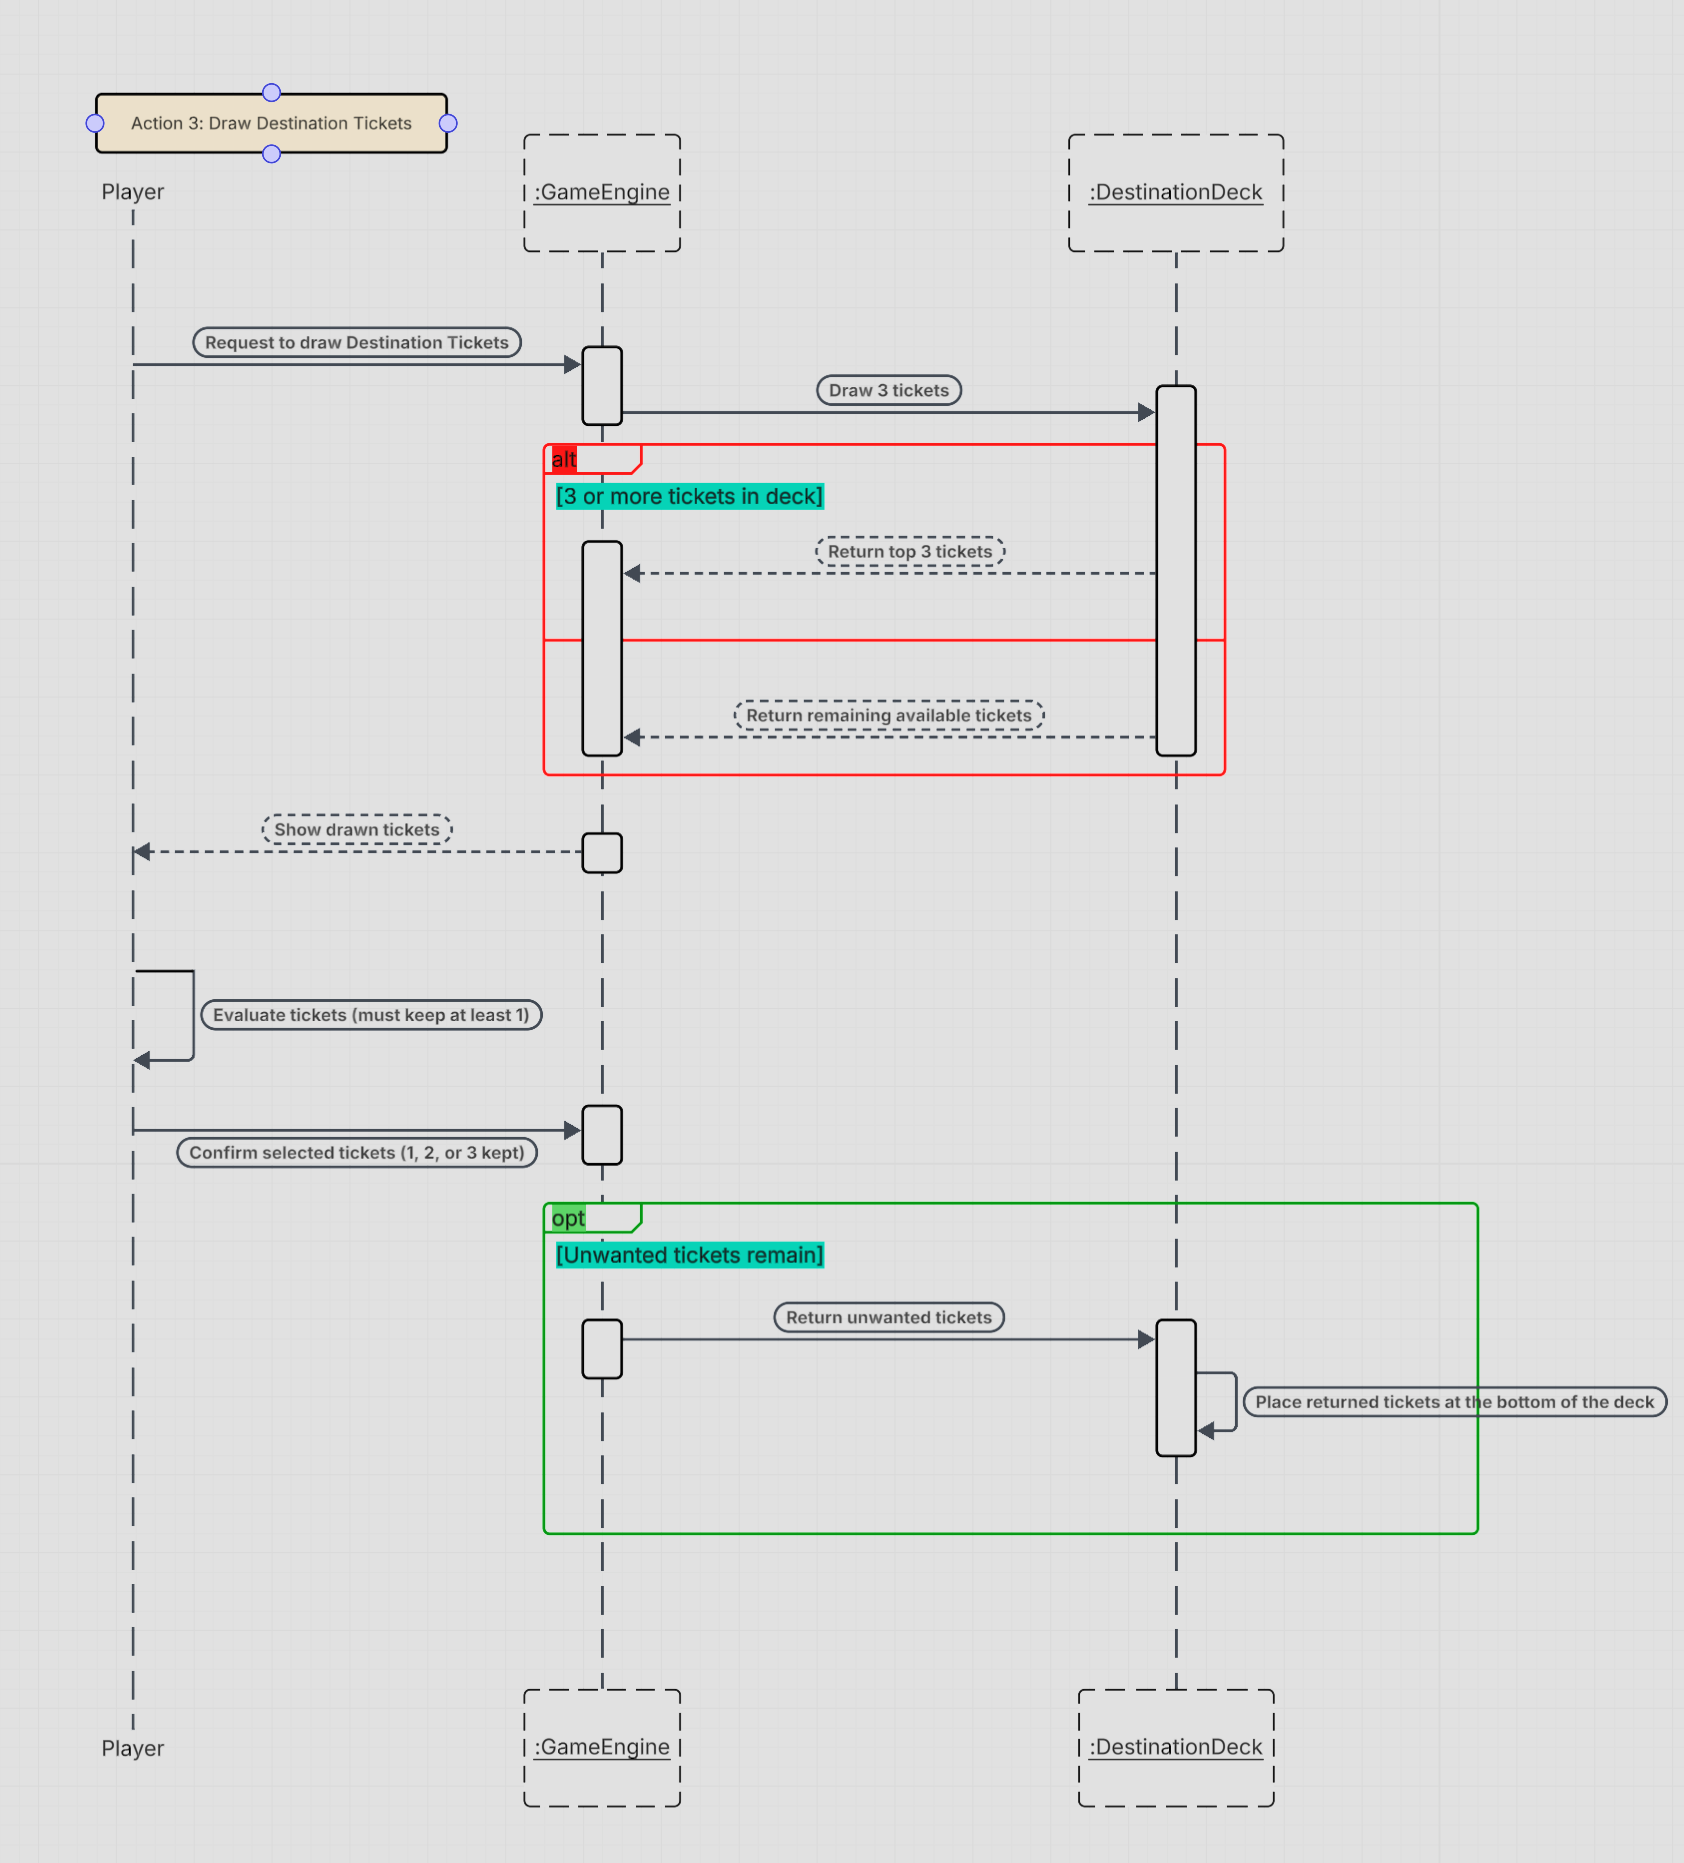 Action 3: Draw Destination Tickets
Player
:GameEngine
:DestinationDeck
Request to draw Destination Tickets
Draw 3 tickets
alt
[3 or more tickets in deck]
Return top 3 tickets
Return remaining available tickets
Show drawn tickets
Evaluate tickets (must keep at least 1)
Confirm selected tickets (1, 2, or 3 kept)
opt
[Unwanted tickets remain]
Return unwanted tickets
Place returned tickets at the bottom of the deck
Player
:GameEngine
:DestinationDeck